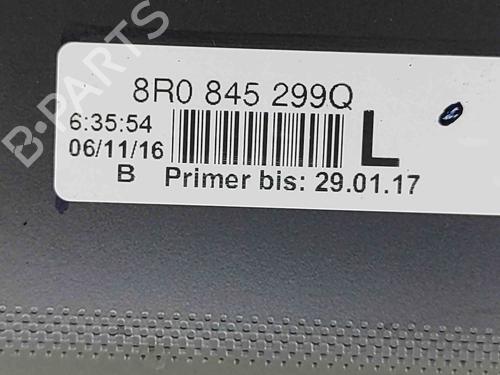 8R0 845 299Q
6:35:54
06/11/16
L
B Primer bis: 29.01.17
B-PARTS